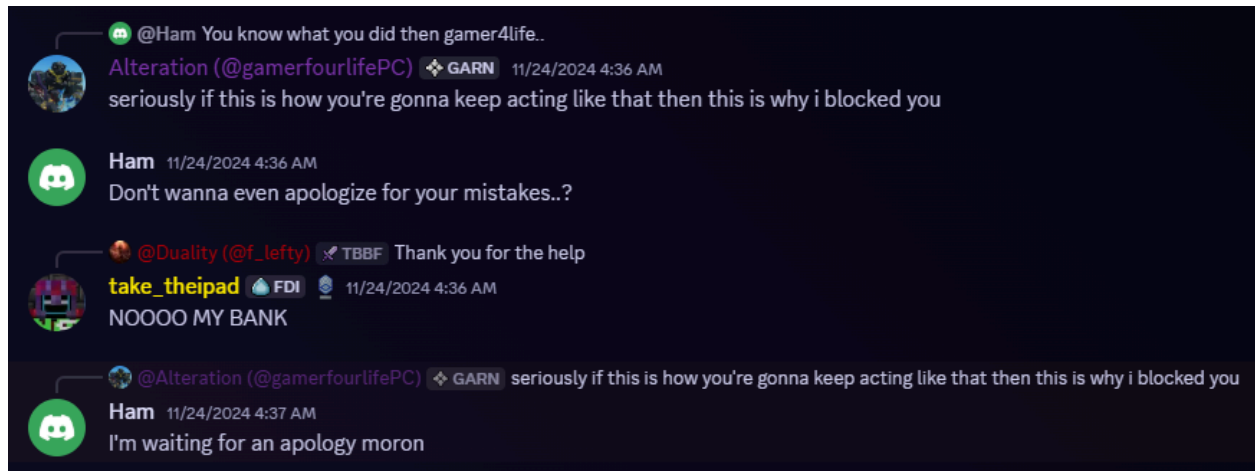 @Ham You know what you did then gamer4life..
Alteration (@gamerfourlifePC) GARN 11/24/2024 4:36 AM
seriously if this is how you're gonna keep acting like that then this is why i blocked you
Ham 11/24/2024 4:36 AM
Don't wanna even apologize for your mistakes..?
@Duality (@f_lefty) TBBF Thank you for the help
take_theipad FDI 11/24/2024 4:36 AM
NOOOO MY BANK
@Alteration (@gamerfourlifePC) GARN seriously if this is how you're gonna keep acting like that then this is why i blocked you
Ham 11/24/2024 4:37 AM
I'm waiting for an apology moron